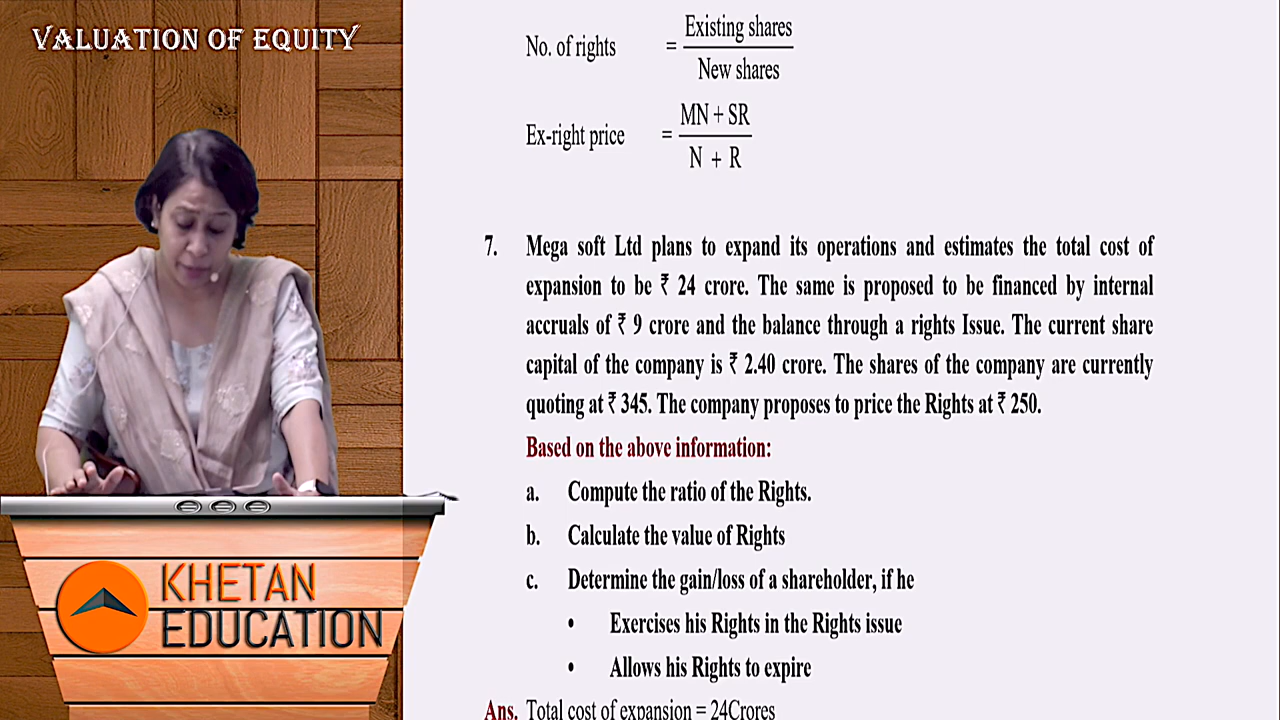 VALUATION OF EQUITY
No. of rights = Existing shares / New shares
Ex-right price = MN + SR / N + R
7. Mega soft Ltd plans to expand its operations and estimates the total cost of
expansion to be ₹ 24 crore. The same is proposed to be financed by internal
accruals of ₹ 9 crore and the balance through a rights Issue. The current share
capital of the company is ₹ 2.40 crore. The shares of the company are currently
quoting at ₹ 345. The company proposes to price the Rights at ₹ 250.
Based on the above information:
a. Compute the ratio of the Rights.
b. Calculate the value of Rights
c. Determine the gain/loss of a shareholder, if he
• Exercises his Rights in the Rights issue
• Allows his Rights to expire
Ans. Total cost of expansion = 24Crores
KHETAN
EDUCATION